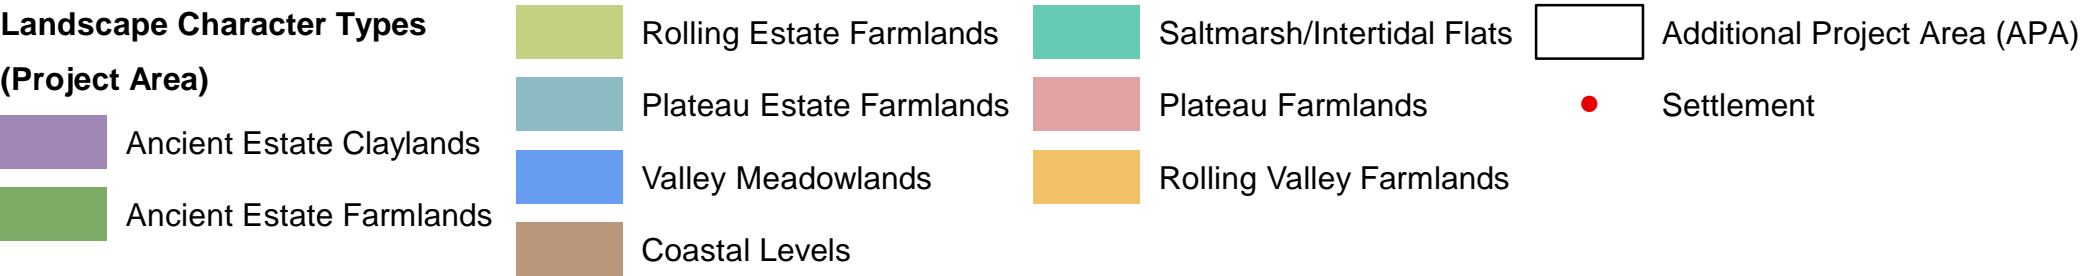 Landscape Character Types
(Project Area)
Ancient Estate Claylands
Ancient Estate Farmlands
Rolling Estate Farmlands
Plateau Estate Farmlands
Valley Meadowlands
Coastal Levels
Saltmarsh/Intertidal Flats
Plateau Farmlands
Rolling Valley Farmlands
Additional Project Area (APA)
Settlement